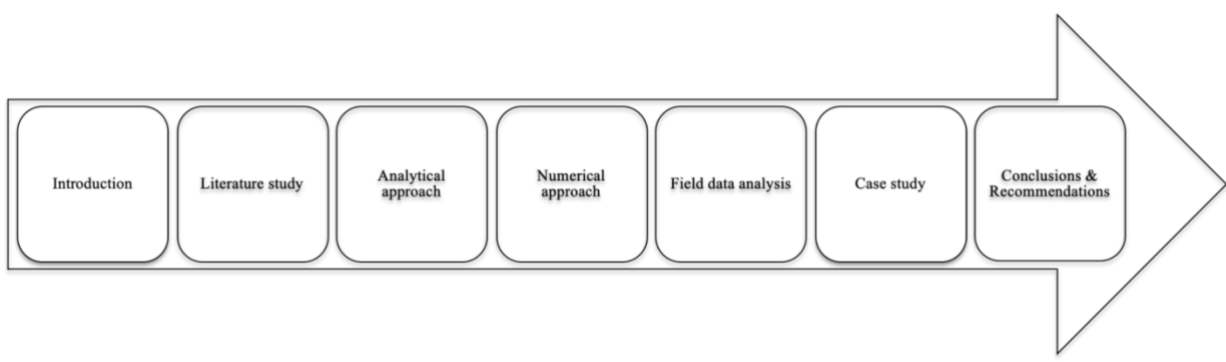 Introduction
Literature study
Analytical
approach
Numerical
approach
Field data analysis
Case study
Conclusions &
Recommendations